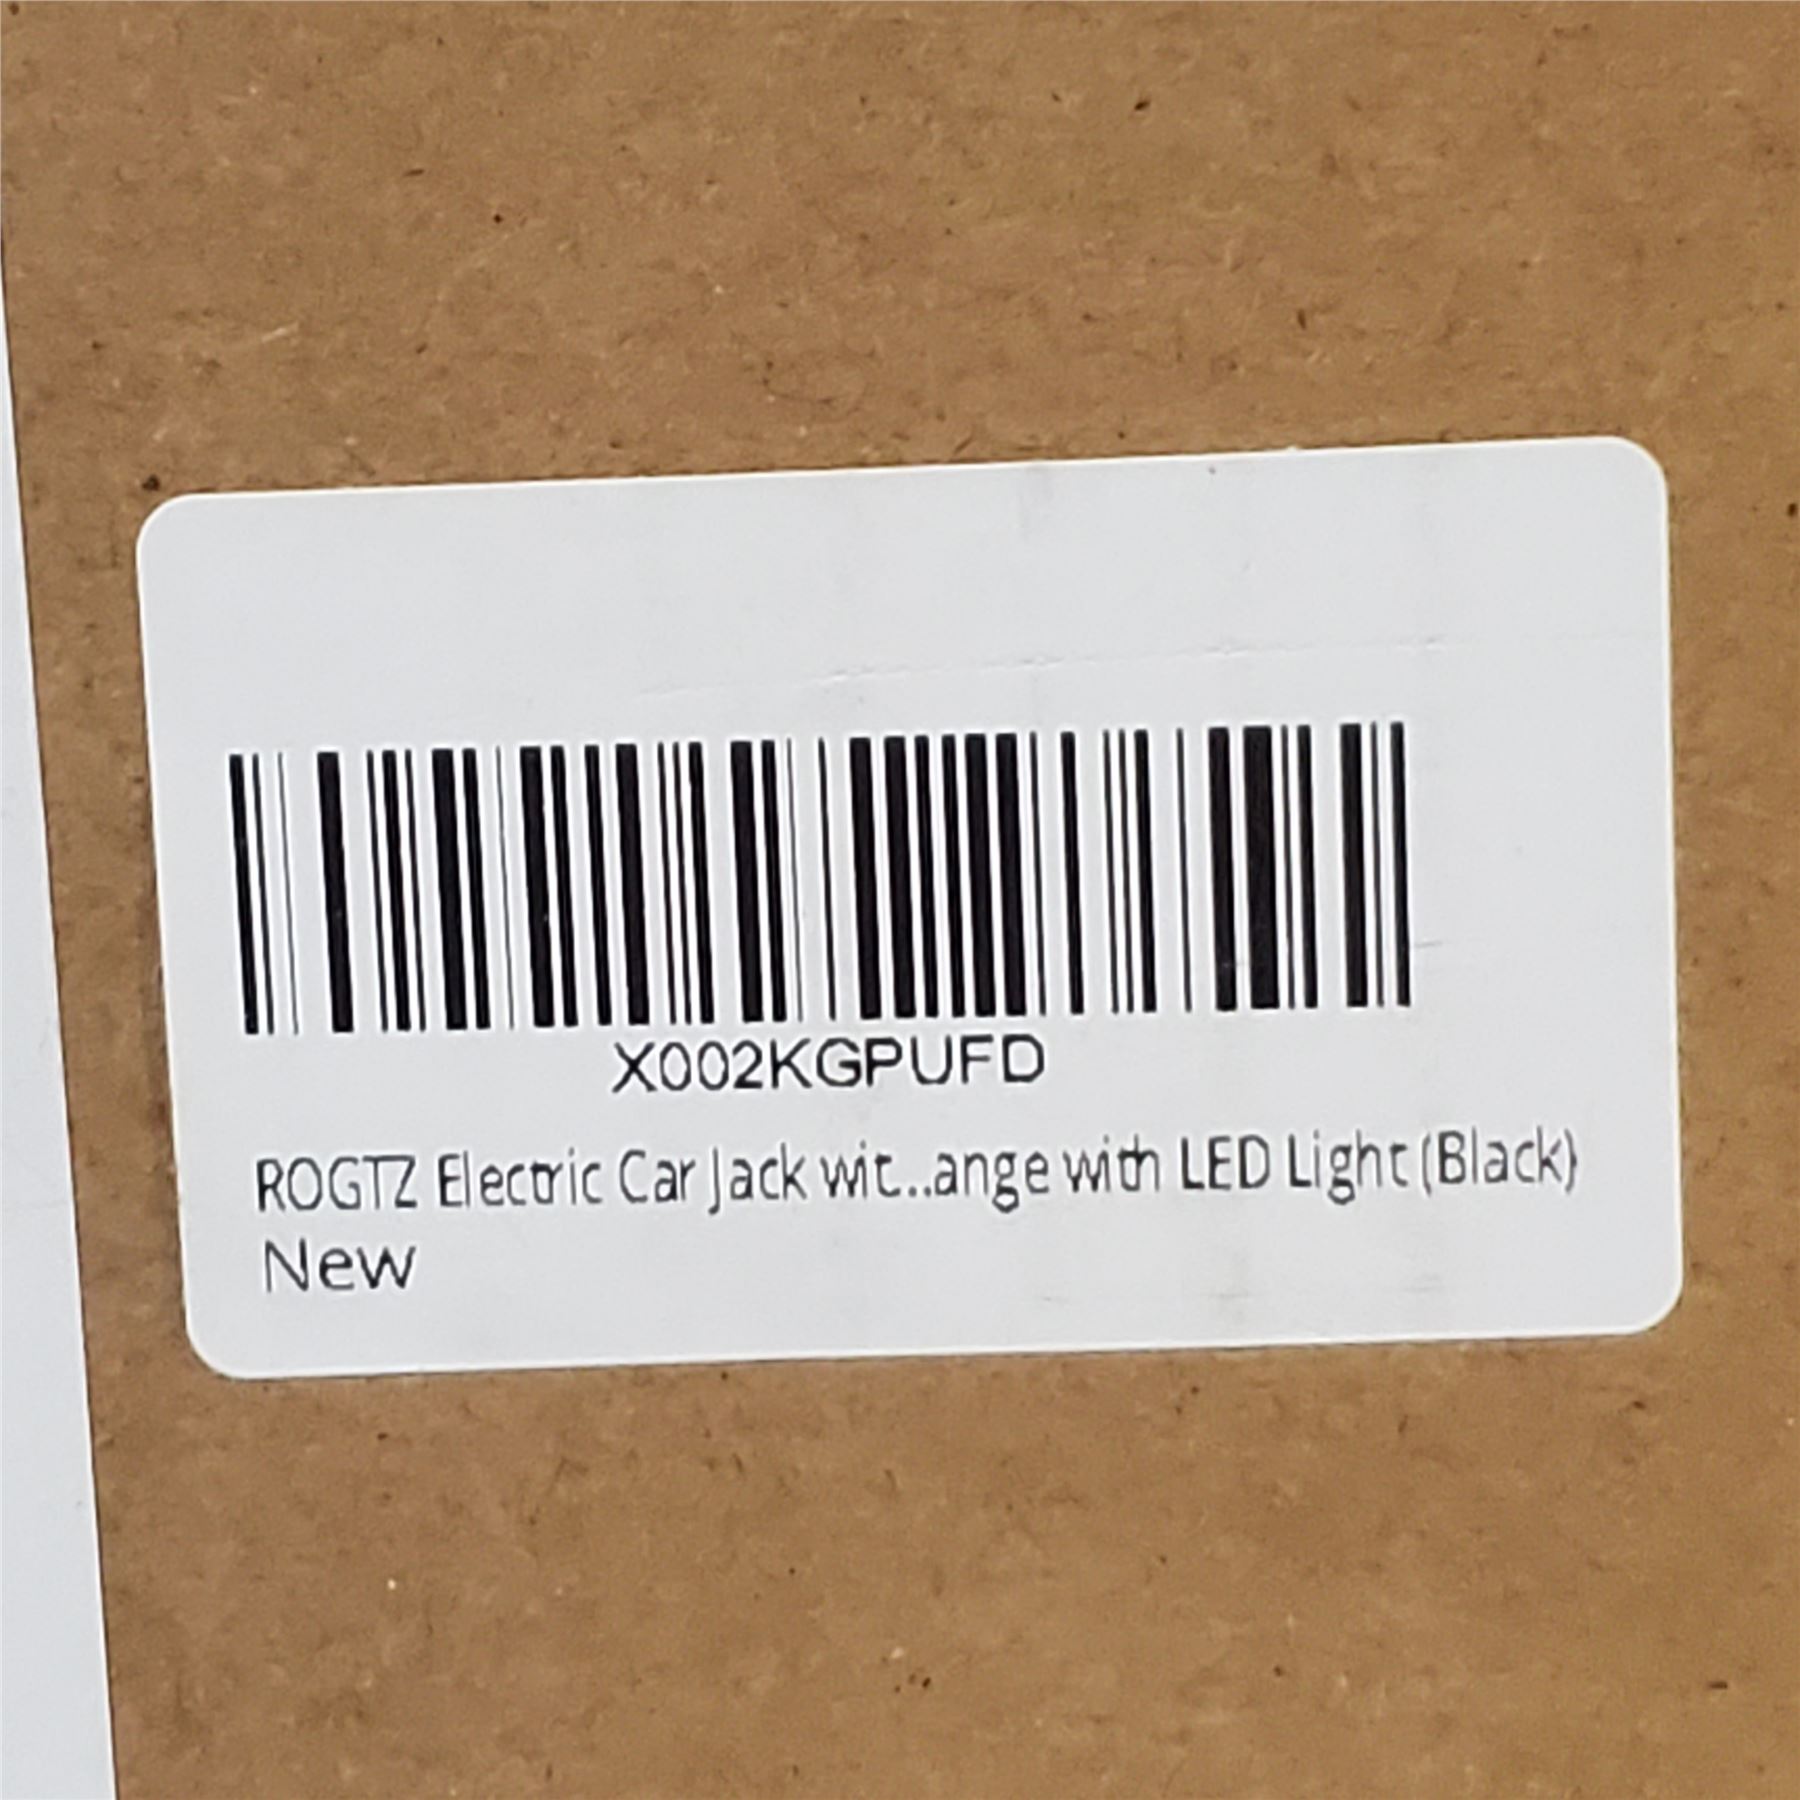 X002KGPUFD
ROGTZ Electric Car Jack wit..ange with LED Light (Black)
New